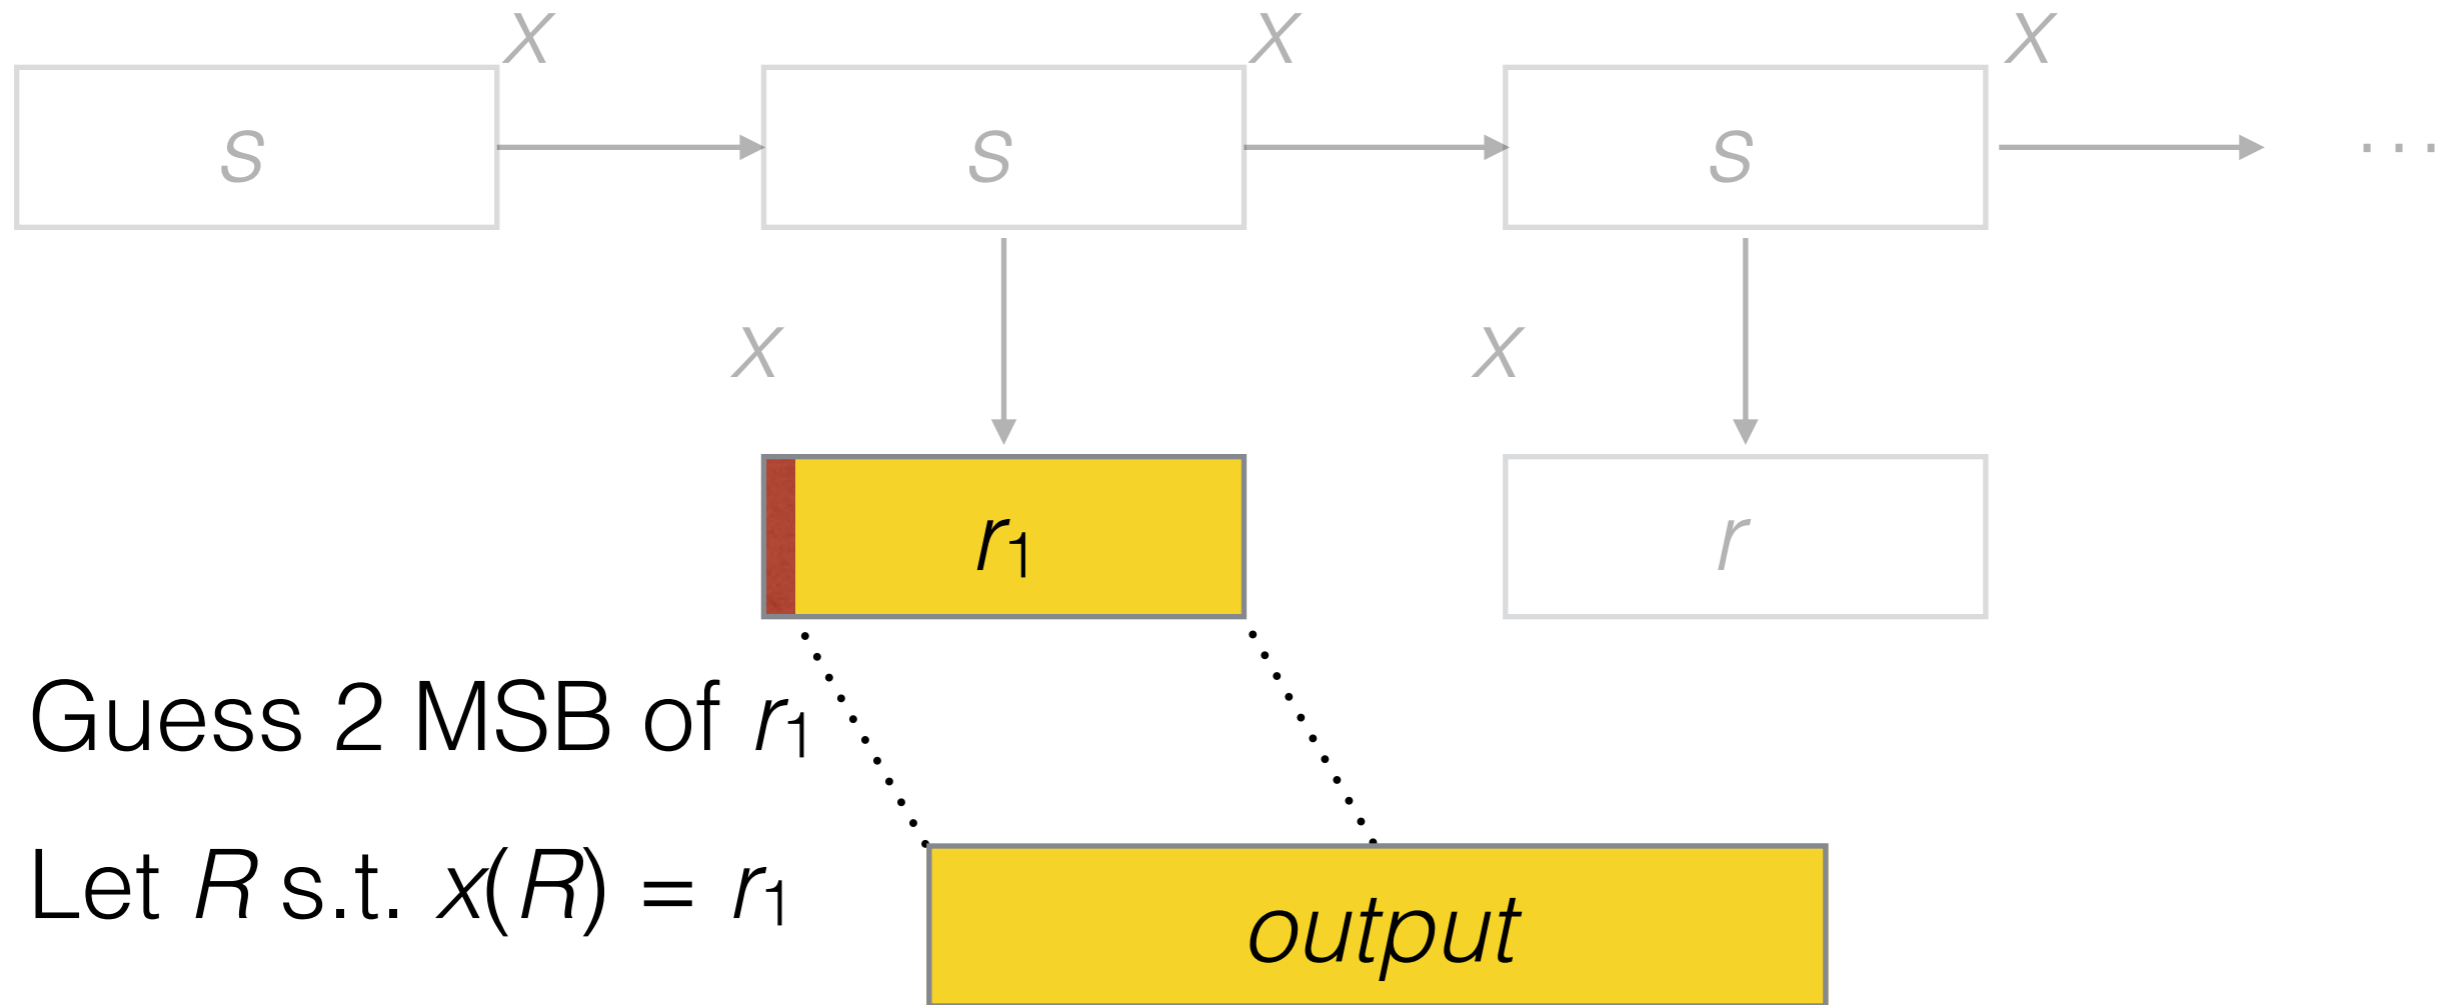 X X X
S S S ...
X X
r1 r
Guess 2 MSB of r1
Let R s.t. x(R) = r1
output